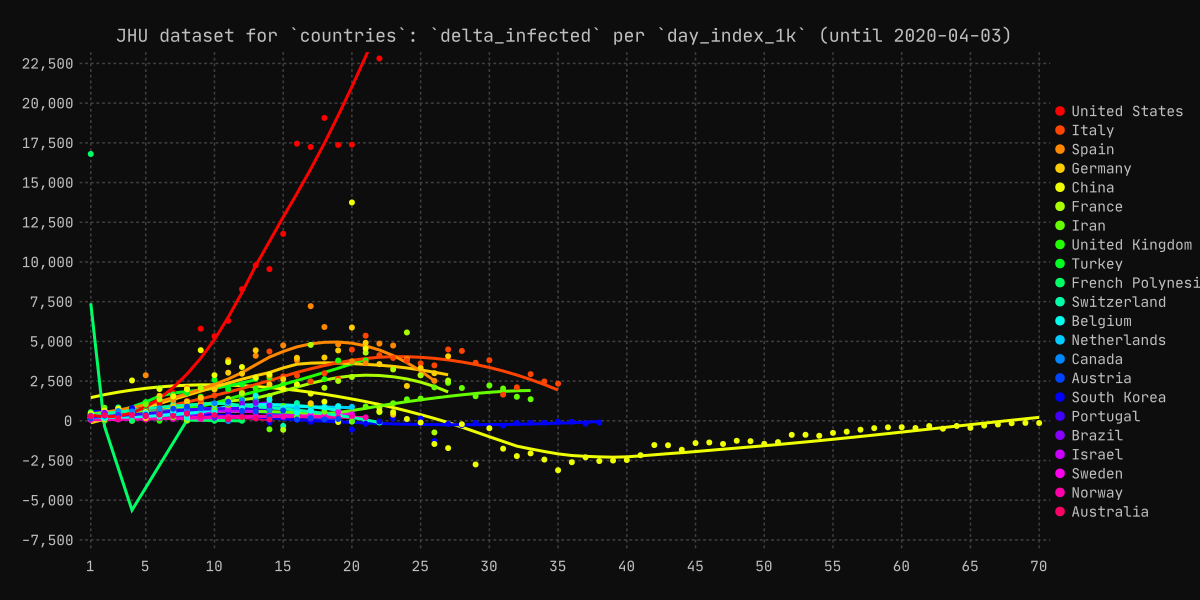 JHU dataset for `countries`: `delta_infected` per `day_index_1k` (until 2020-04-03)
22,500
20,000
17,500
15,000
12,500
10,000
7,500
5,000
2,500
0
−2,500
−5,000
−7,500
1 5 10 15 20 25 30 35 40 45 50 55 60 65 70
United States
Italy
Spain
Germany
China
France
Iran
United Kingdom
Turkey
French Polynesi
Switzerland
Belgium
Netherlands
Canada
Austria
South Korea
Portugal
Brazil
Israel
Sweden
Norway
Australia